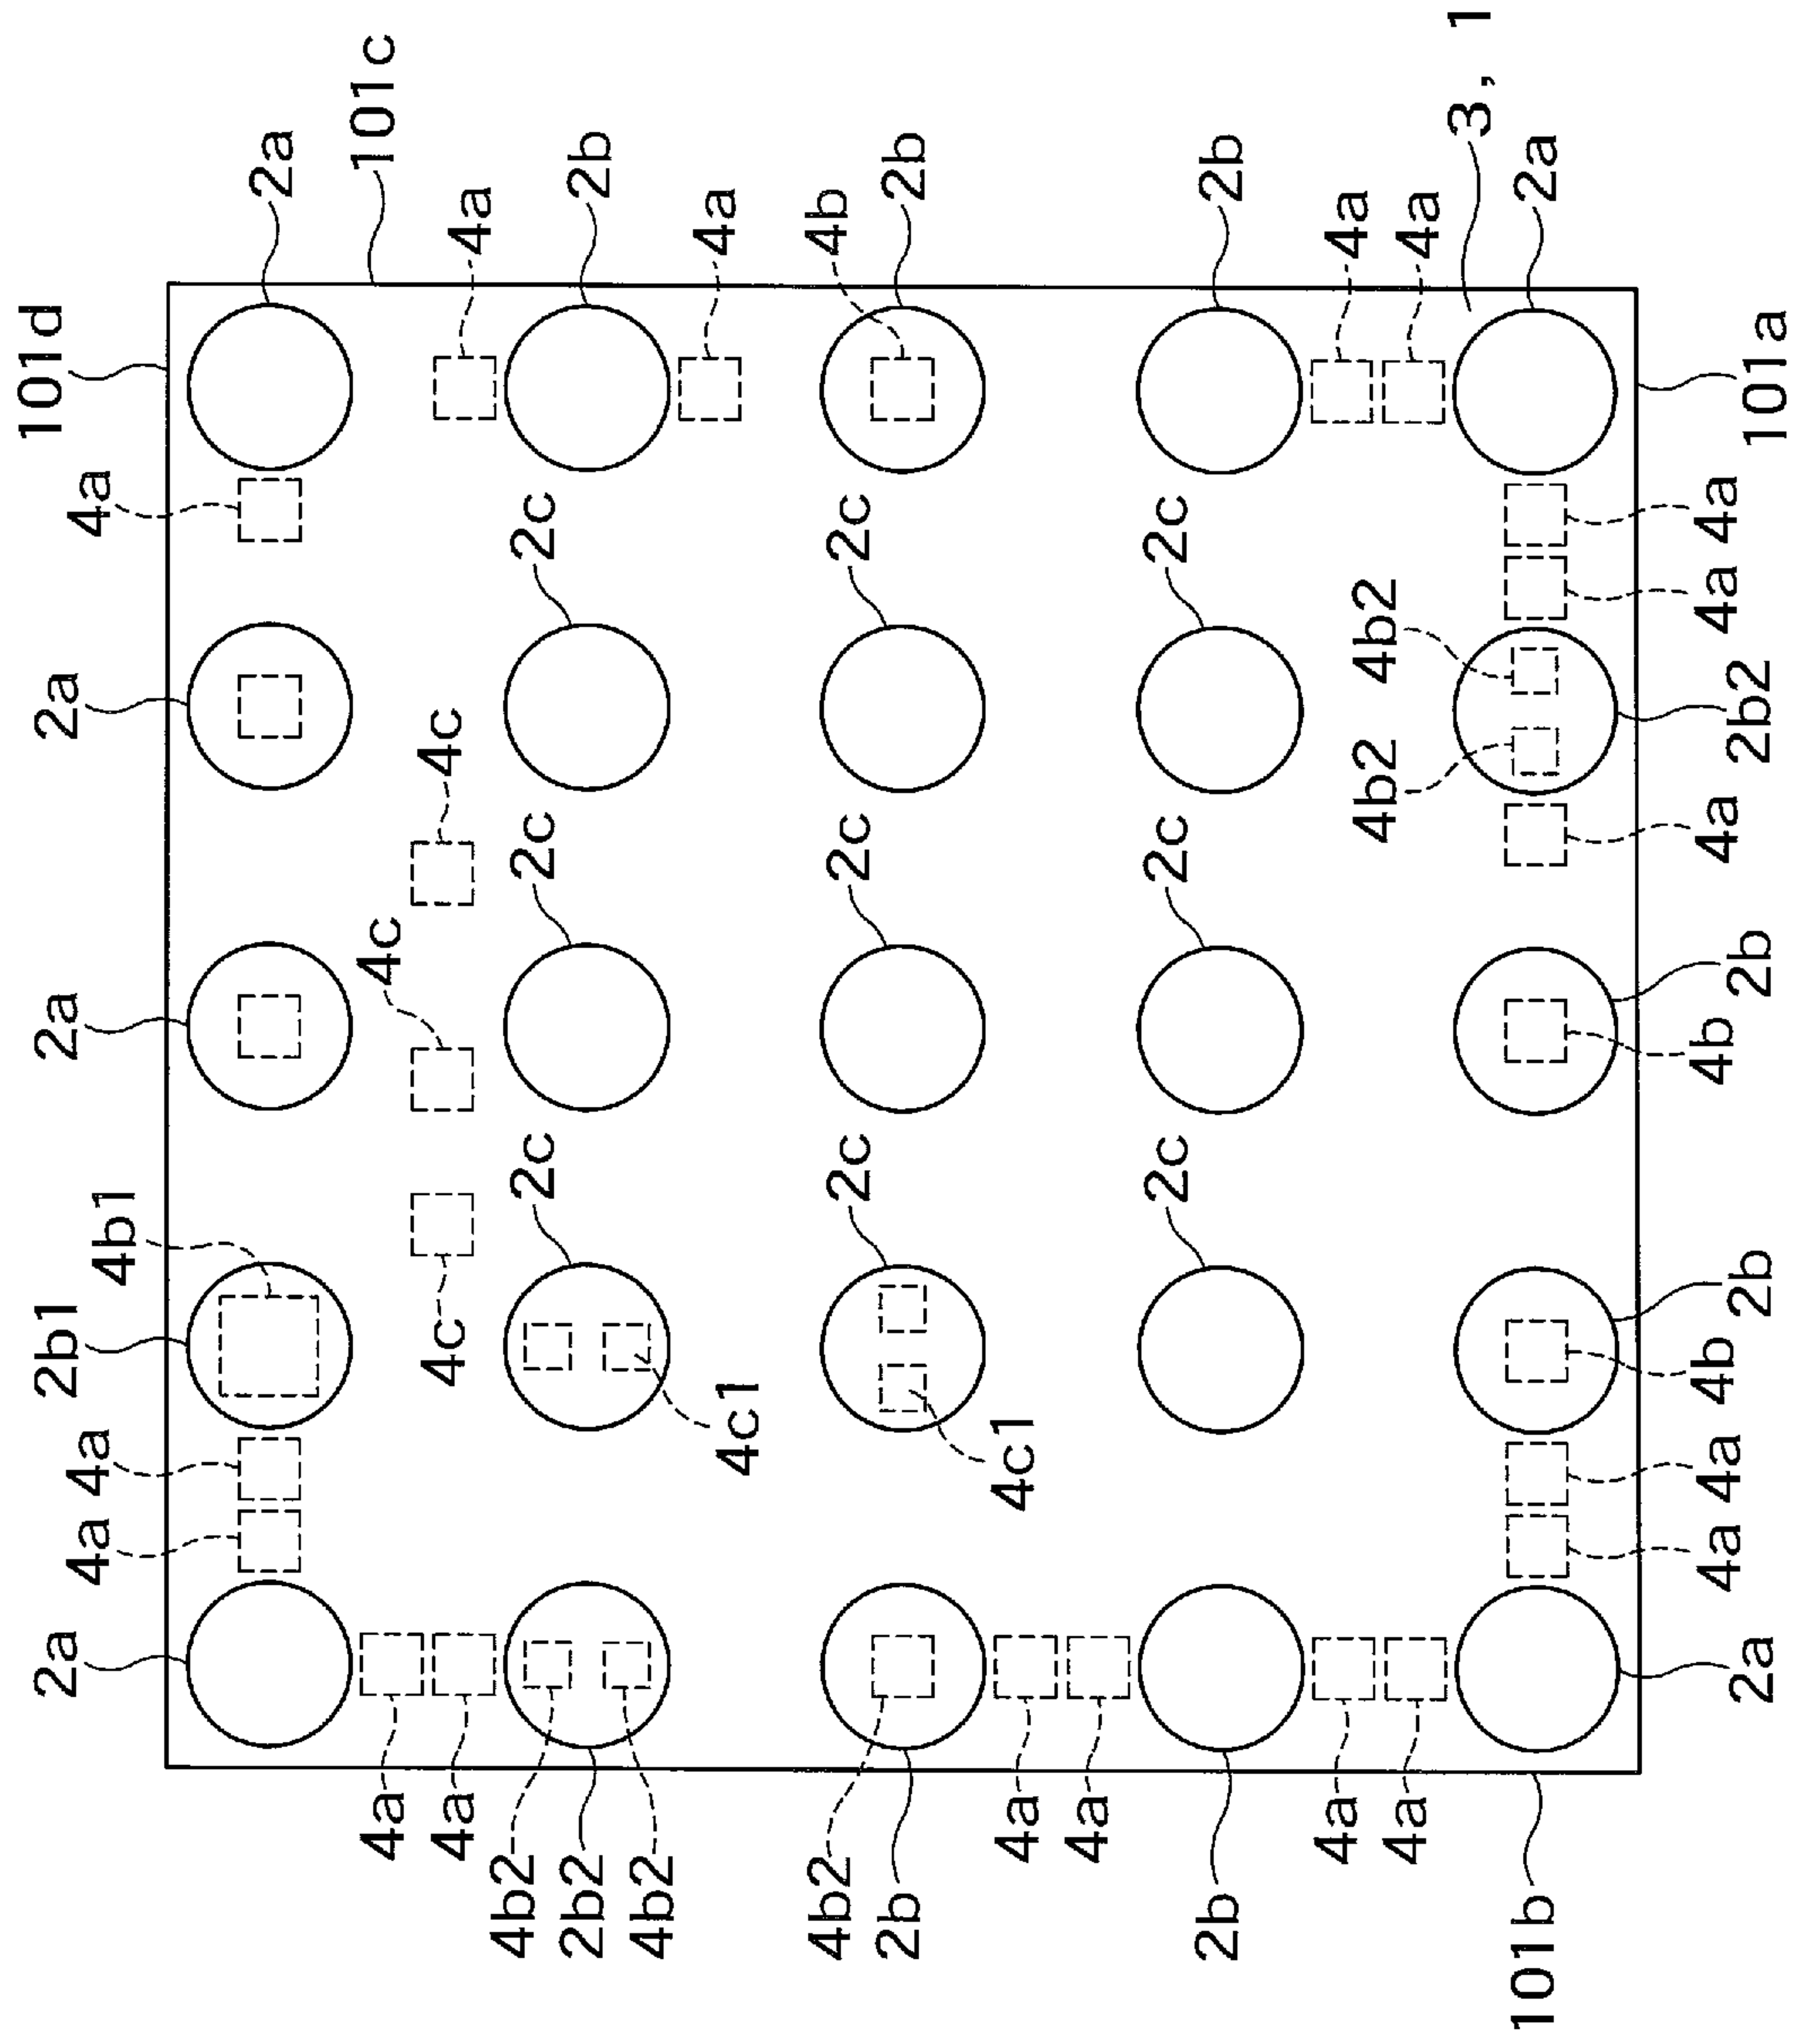 2a 2b1 2a 2a 101d
4a 4a 4b1 4a
2a
4a 4c 101c
4a 4c 4c 4a
4b2 2c 2c 2c
2b2 2b
4b2
4c1 4a
4b2 4b
2c 2c 2c
2b 2b
4a 4c1
4a
2c 2c 2c
2b 2b
4a 4a
4b2 4b2
4a 4a
3, 1
101b 2a
4a 4a 4b 4b 4a 4a 4a
2a 2b 2b 2b2 101a